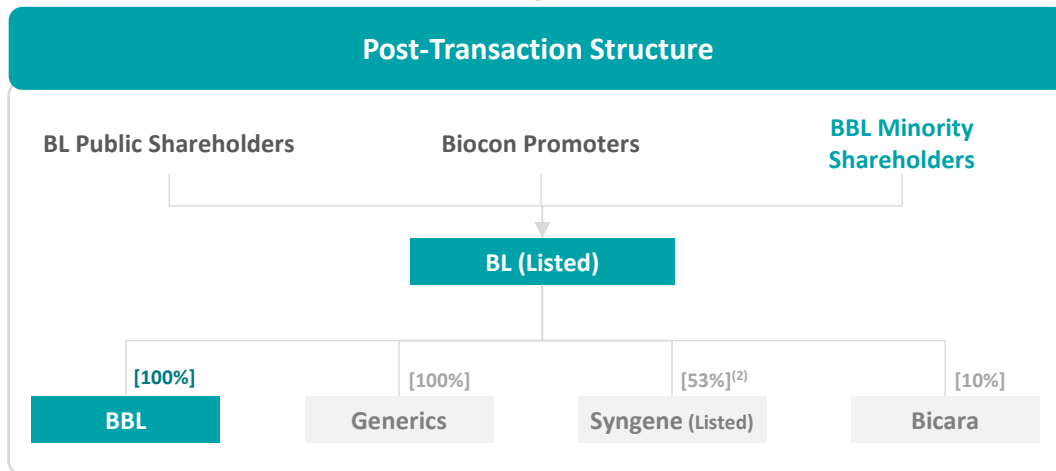 Post-Transaction Structure
BL Public Shareholders
Biocon Promoters
BBL Minority
Shareholders
BL (Listed)
[100%]
[100%]
[53%](2)
[10%]
BBL
Generics
Syngene (Listed)
Bicara